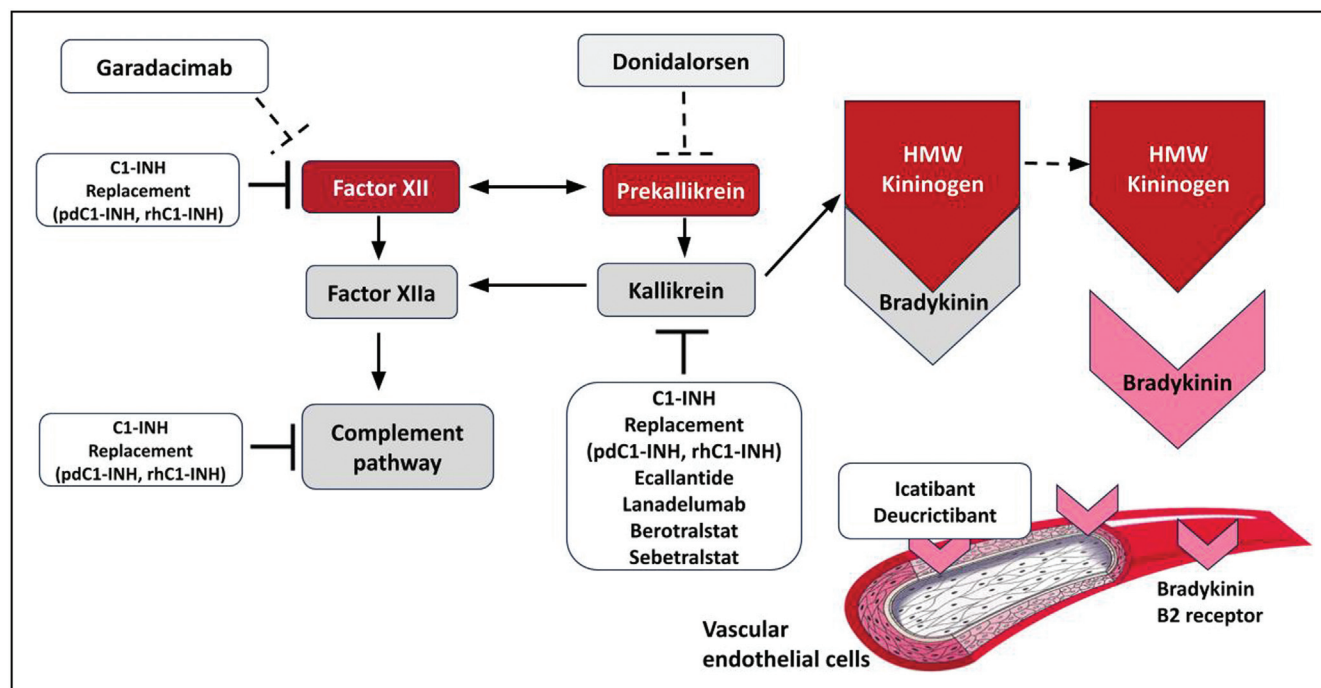 Garadacimab
Donidalorsen
C1-INH
Replacement
(pdC1-INH, rhC1-INH)
Factor XII
Prekallikrein
HMW
Kininogen
HMW
Kininogen
Factor XIIa
Kallikrein
Bradykinin
Bradykinin
C1-INH
Replacement
(pdC1-INH, rhC1-INH)
Complement
pathway
C1-INH
Replacement
(pdC1-INH, rhC1-INH)
Ecallantide
Lanadelumab
Berotralstat
Sebetralstat
Icatibant
Deucrictibant
Bradykinin
B2 receptor
Vascular
endothelial cells